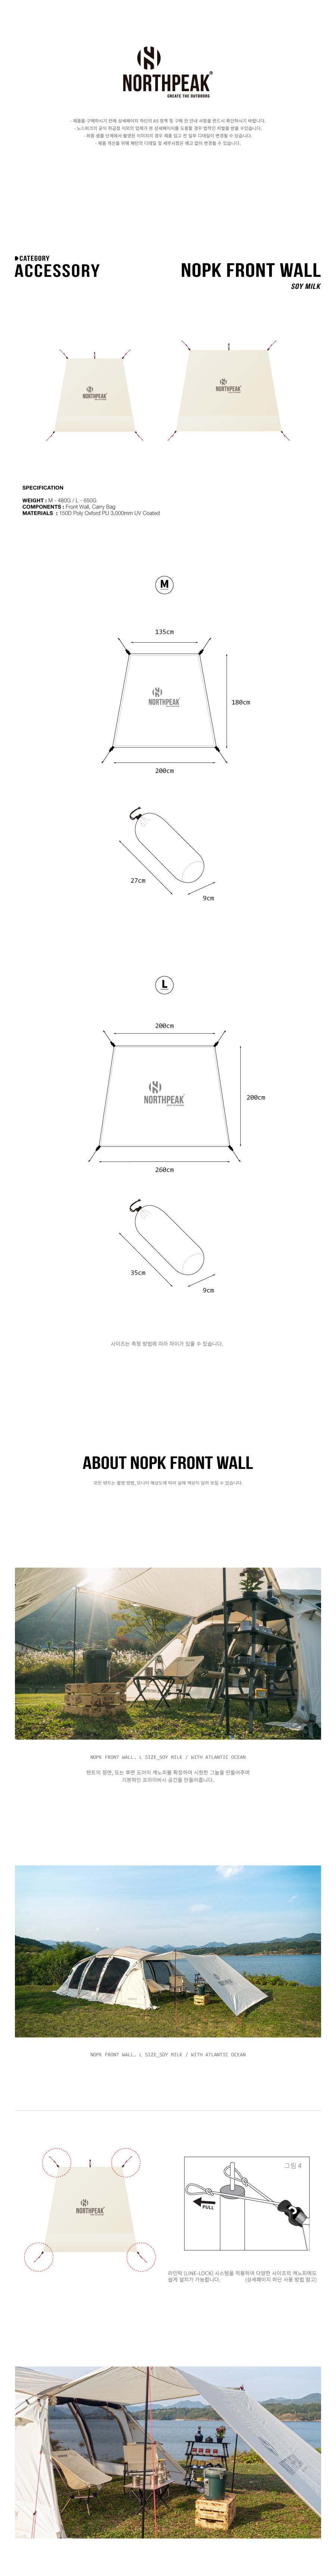 NORTHPEAK®
CREATE THE OUTDOORS
- 제품을 구매하시기 전에 상세페이지 하단의 AS 정책 및 구매 전 안내 사항을 반드시 확인하시기 바랍니다.
- 노스피크의 공식 취급점 이외의 업체가 본 상세페이지를 도용할 경우 법적인 처벌을 받을 수있습니다.
- 최종 샘플 단계에서 촬영된 이미지의 경우 제품 입고 전 일부 디테일이 변경될 수 있습니다.
- 제품 개선을 위해 패턴의 디테일 및 세부사항은 예고 없이 변경될 수 있습니다.
CATEGORY
ACCESSORY
NOPK FRONT WALL
SOY MILK
NORTHPEAK
NORTHPEAK
SPECIFICATION
WEIGHT : M - 480G / L - 650G
COMPONENTS : Front Wall, Carry Bag
MATERIALS : 150D Poly Oxford PU 3,000mm UV Coated
M
135cm
180cm
NORTHPEAK
200cm
27cm
9cm
L
200cm
200cm
NORTHPEAK
260cm
35cm
9cm
사이즈는 측정 방법에 따라 차이가 있을 수 있습니다.
ABOUT NOPK FRONT WALL
모든 텐트는 촬영 방법, 모니터 해상도에 따라 실제 색상이 달라 보일 수 있습니다.
NOPK FRONT WALL. L SIZE_SOY MILK / WITH ATLANTIC OCEAN
텐트의 정면, 또는 후면 도어의 캐노피를 확장하여 시원한 그늘을 만들어주며
기본적인 프라이버시 공간을 만들어줍니다.
NOPK FRONT WALL. L SIZE_SOY MILK / WITH ATLANTIC OCEAN
NORTHPEAK
그림 4
PULL
라인락 (LINE-LOCK) 시스템을 적용하여 다양한 사이즈의 캐노피에도
쉽게 설치가 가능합니다. (상세페이지 하단 사용 방법 참고)